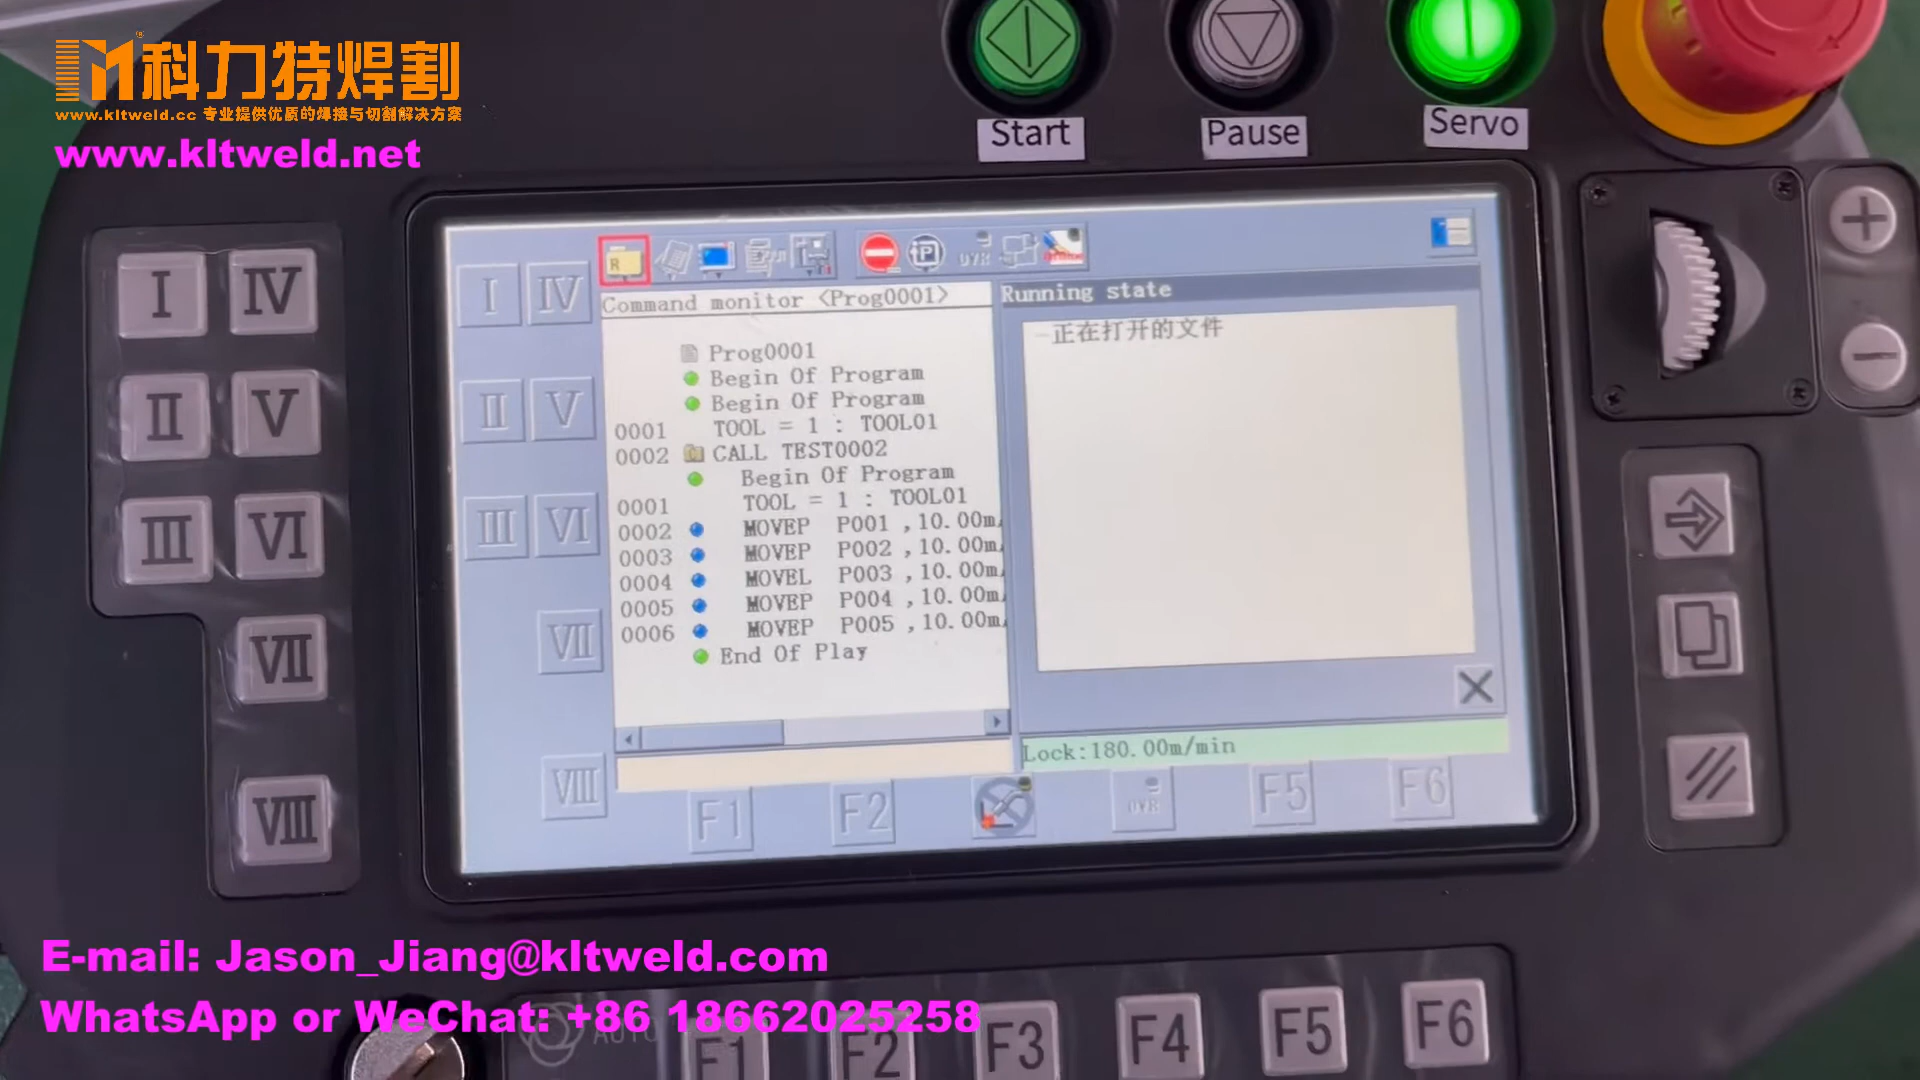 科力特焊割
www.kltweld.cc 专业提供优质的焊接与切割解决方案
www.kltweld.net
Start
Pause
Servo
I
IV
II
V
III
VI
VII
VIII
I
IV
II
V
III
VI
VII
VIII
R
P
OVR
Command monitor <Prog0001>
Prog0001
Begin Of Program
Begin Of Program
0001 TOOL = 1 : TOOL01
0002 CALL TEST0002
Begin Of Program
0001 TOOL = 1 : TOOL01
0002 MOVEP P001 ,10.00m/
0003 MOVEP P002 ,10.00m/
0004 MOVEL P003 ,10.00m/
0005 MOVEP P004 ,10.00m/
0006 MOVEP P005 ,10.00m/
End Of Play
Running state
正在打开的文件
Lock:180.00m/min
F1
F2
OVR
F5
F6
E-mail: Jason_Jiang@kltweld.com
WhatsApp or WeChat: +86 18662025258
AUTO
F1
F2
F3
F4
F5
F6